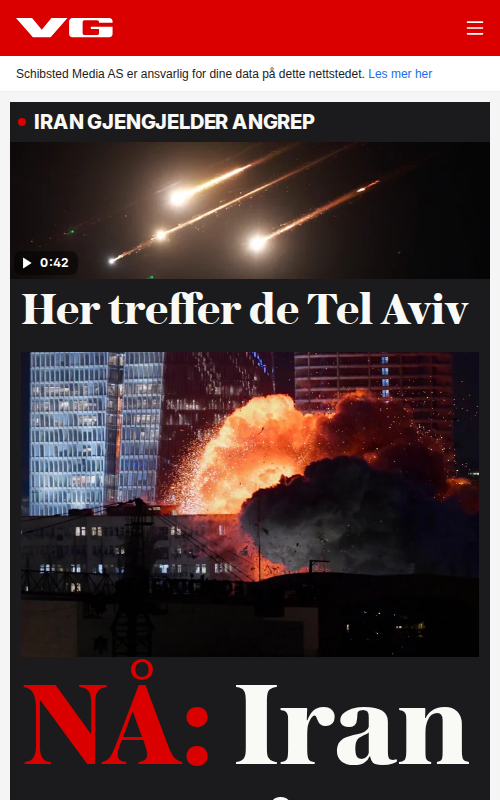 VG
Schibsted Media AS er ansvarlig for dine data på dette nettstedet. Les mer her
IRAN GJENGJELDER ANGREP
0:42
Her treffer de Tel Aviv
NÅ: Iran